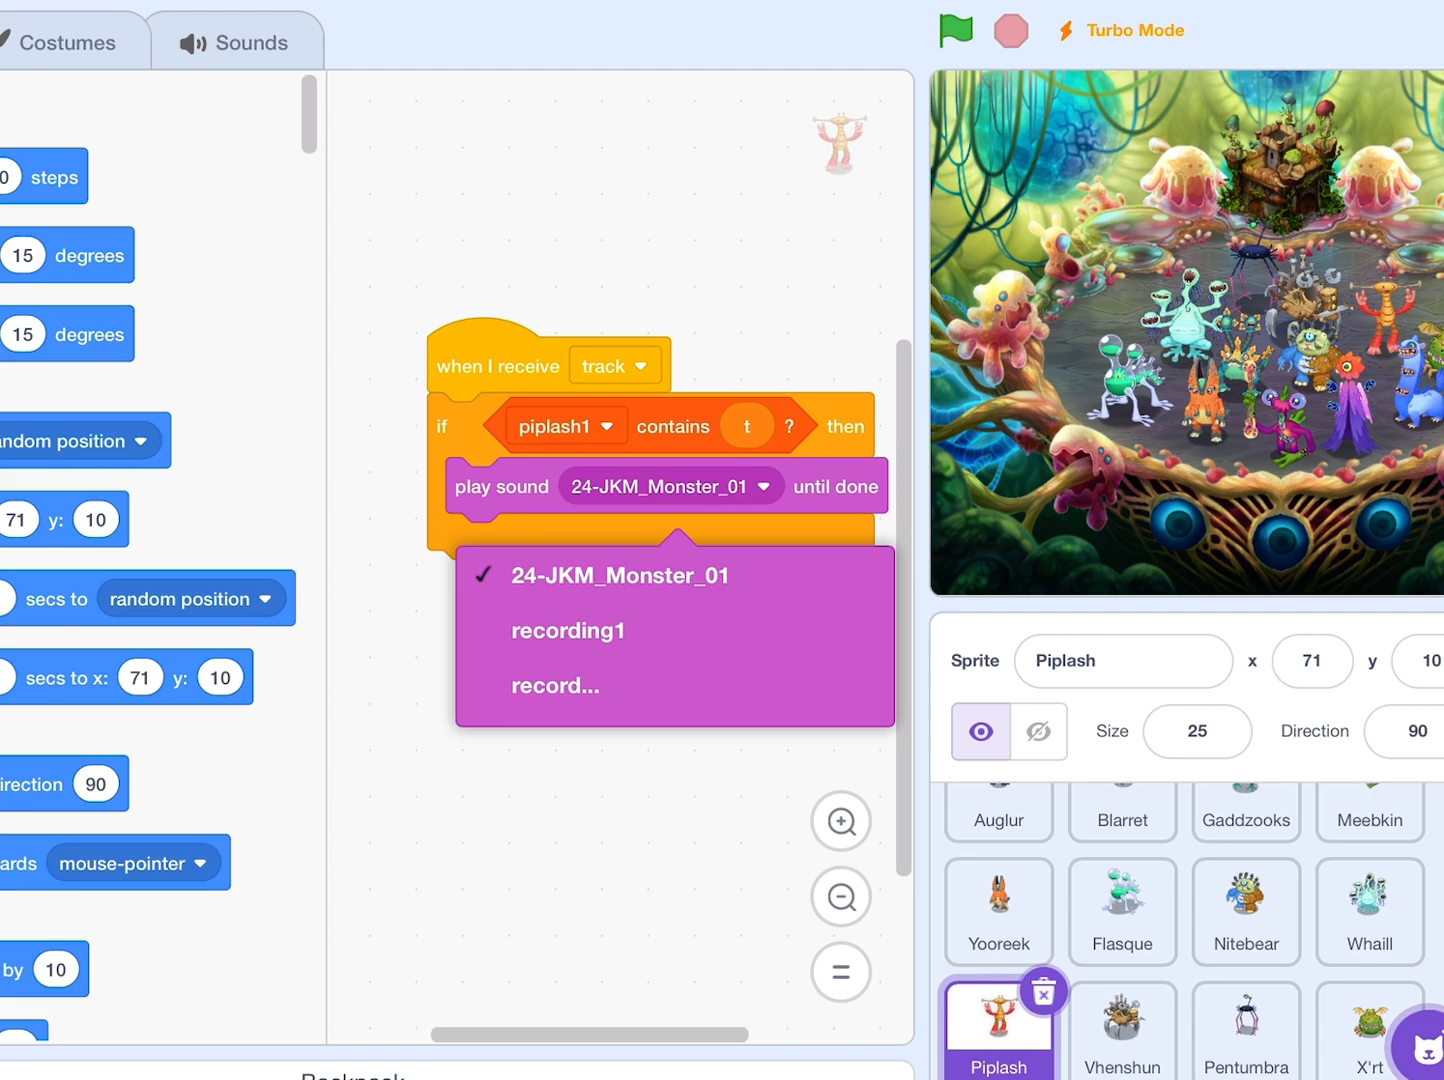 Costumes
Sounds
Turbo Mode
0 steps
15 degrees
15 degrees
ndom position
71 y: 10
secs to random position
secs to x: 71 y: 10
irection 90
ards mouse-pointer
by 10
when I receive track
if piplash1 contains t ? then
play sound 24-JKM_Monster_01 until done
✓ 24-JKM_Monster_01
recording1
record...
Sprite Piplash x 71 y 10
Size 25 Direction 90
Auglur Blarret Gaddzooks Meebkin
Yooreek Flasque Nitebear Whaill
Piplash Vhenshun Pentumbra X'rt
Backpack